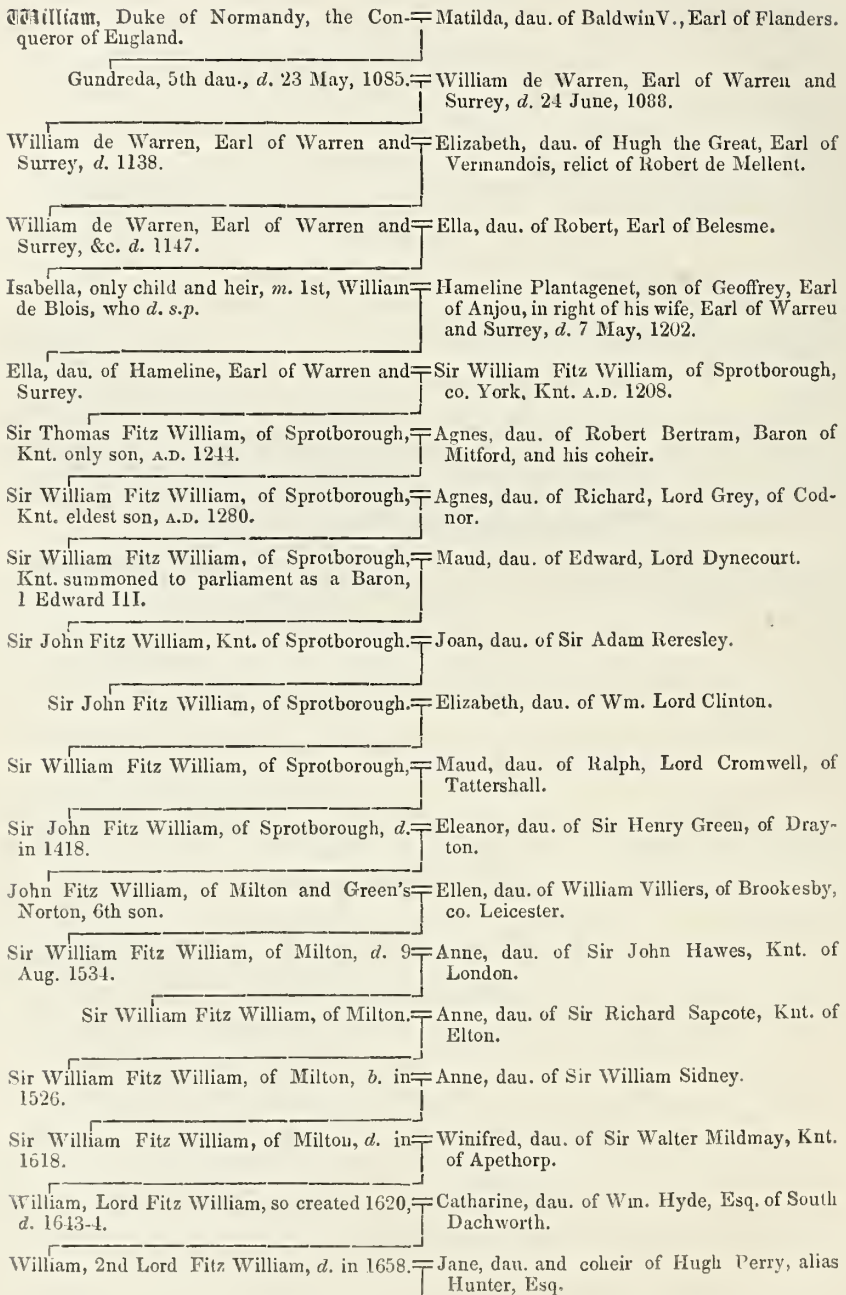 William, Duke of Normandy, the Con-
queror of England.
Matilda, dau. of Baldwin V., Earl of Flanders.
Gundreda, 5th dau., d. 23 May, 1085.
William de Warren, Earl of Warren and
Surrey, d. 24 June, 1088.
William de Warren, Earl of Warren and
Surrey, d. 1138.
Elizabeth, dau. of Hugh the Great, Earl of
Vermandois, relict of Robert de Mellent.
William de Warren, Earl of Warren and
Surrey, &c. d. 1147.
Ella, dau. of Robert, Earl of Belesme.
Isabella, only child and heir, m. 1st, William
de Blois, who d. s.p.
Hameline Plantagenet, son of Geoffrey, Earl
of Anjou, in right of his wife, Earl of Warren
and Surrey, d. 7 May, 1202.
Ella, dau. of Hameline, Earl of Warren and
Surrey.
Sir William Fitz William, of Sprotborough,
co. York, Knt. A.D. 1208.
Sir Thomas Fitz William, of Sprotborough,
Knt. only son, A.D. 1244.
Agnes, dau. of Robert Bertram, Baron of
Mitford, and his coheir.
Sir William Fitz William, of Sprotborough,
Knt. eldest son, A.D. 1280.
Agnes, dau. of Richard, Lord Grey, of Cod-
nor.
Sir William Fitz William, of Sprotborough,
Knt. summoned to parliament as a Baron,
1 Edward III.
Maud, dau. of Edward, Lord Dynecourt.
Sir John Fitz William, Knt. of Sprotborough.
Joan, dau. of Sir Adam Reresley.
Sir John Fitz William, of Sprotborough.
Elizabeth, dau. of Wm. Lord Clinton.
Sir William Fitz William, of Sprotborough,
Maud, dau. of Ralph, Lord Cromwell, of
Tattershall.
Sir John Fitz William, of Sprotborough, d.
in 1418.
Eleanor, dau. of Sir Henry Green, of Dray-
ton.
John Fitz William, of Milton and Green's
Norton, 6th son.
Ellen, dau. of William Villiers, of Brookesby,
co. Leicester.
Sir William Fitz William, of Milton, d. 9
Aug. 1534.
Anne, dau. of Sir John Hawes, Knt. of
London.
Sir William Fitz William, of Milton.
Anne, dau. of Sir Richard Sapcote, Knt. of
Elton.
Sir William Fitz William, of Milton, b. in
1526.
Anne, dau. of Sir William Sidney.
Sir William Fitz William, of Milton, d. in
1618.
Winifred, dau. of Sir Walter Mildmay, Knt.
of Apethorp.
William, Lord Fitz William, so created 1620,
d. 1643-4.
Catharine, dau. of Wm. Hyde, Esq. of South
Dachworth.
William, 2nd Lord Fitz William, d. in 1658.
Jane, dau. and coheir of Hugh Perry, alias
Hunter, Esq.